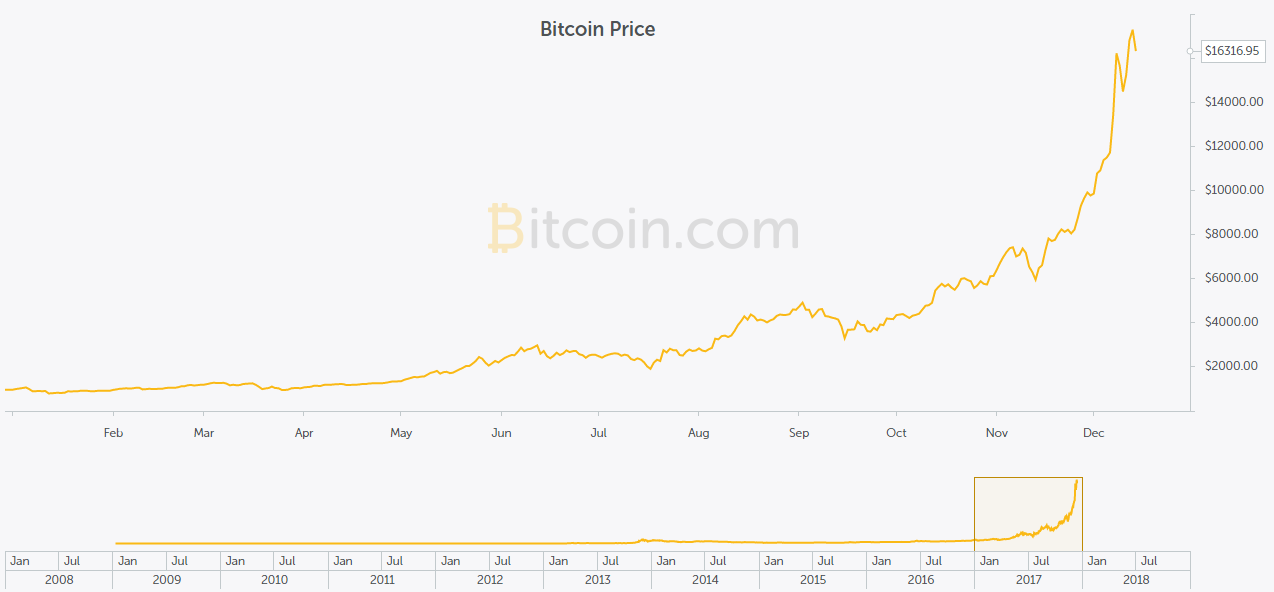 Bitcoin Price
$16316.95
$14000.00
$12000.00
$10000.00
Bitcoin.com
$8000.00
$6000.00
$4000.00
$2000.00
Feb Mar Apr May Jun Jul Aug Sep Oct Nov Dec
Jan Jul Jan Jul Jan Jul Jan Jul Jan Jul Jan Jul Jan Jul Jan Jul Jan Jul Jan Jul Jan Jul
2008 2009 2010 2011 2012 2013 2014 2015 2016 2017 2018